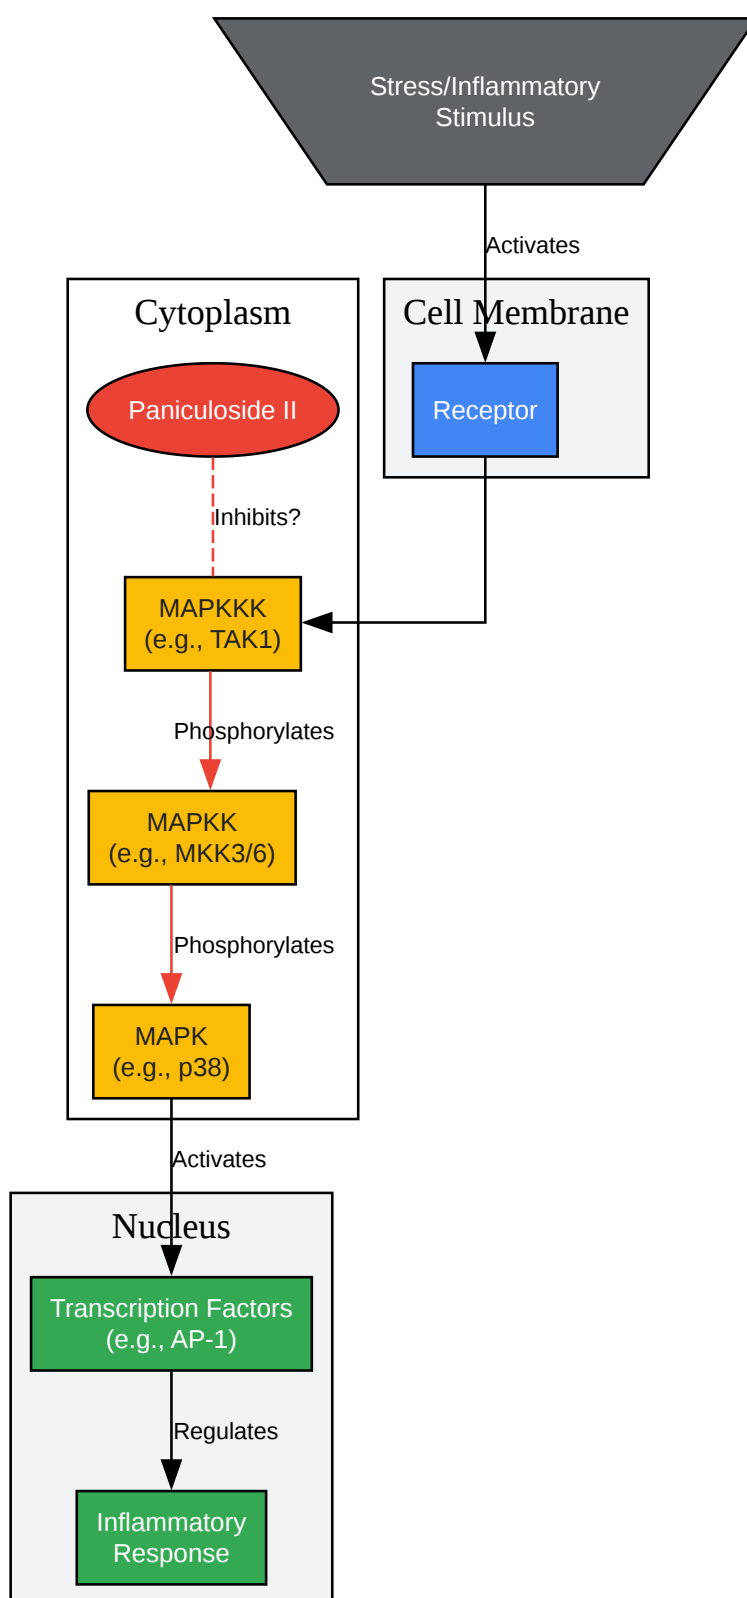 Stress/Inflammatory
Stimulus
Activates
Cytoplasm
Cell Membrane
Paniculoside II
Receptor
Inhibits?
MAPKKK
(e.g., TAK1)
Phosphorylates
MAPKK
(e.g., MKK3/6)
Phosphorylates
MAPK
(e.g., p38)
Activates
Nucleus
Transcription Factors
(e.g., AP-1)
Regulates
Inflammatory
Response